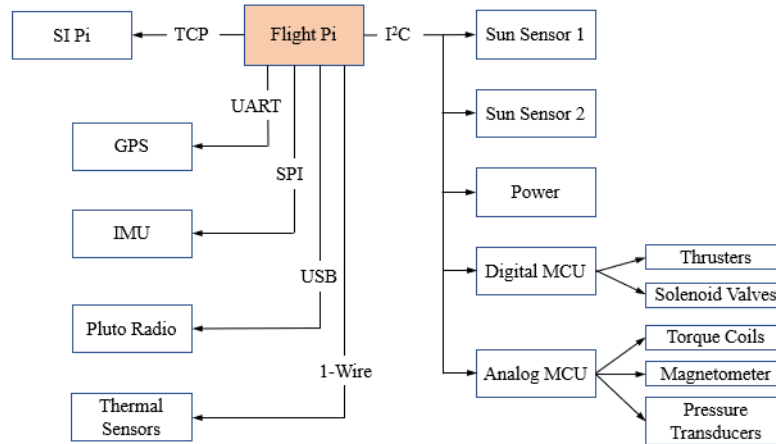 SI Pi
TCP
Flight Pi
I²C
Sun Sensor 1
UART
GPS
Sun Sensor 2
SPI
Power
IMU
USB
Digital MCU
Thrusters
Solenoid Valves
Pluto Radio
Torque Coils
1-Wire
Analog MCU
Magnetometer
Thermal
Sensors
Pressure
Transducers